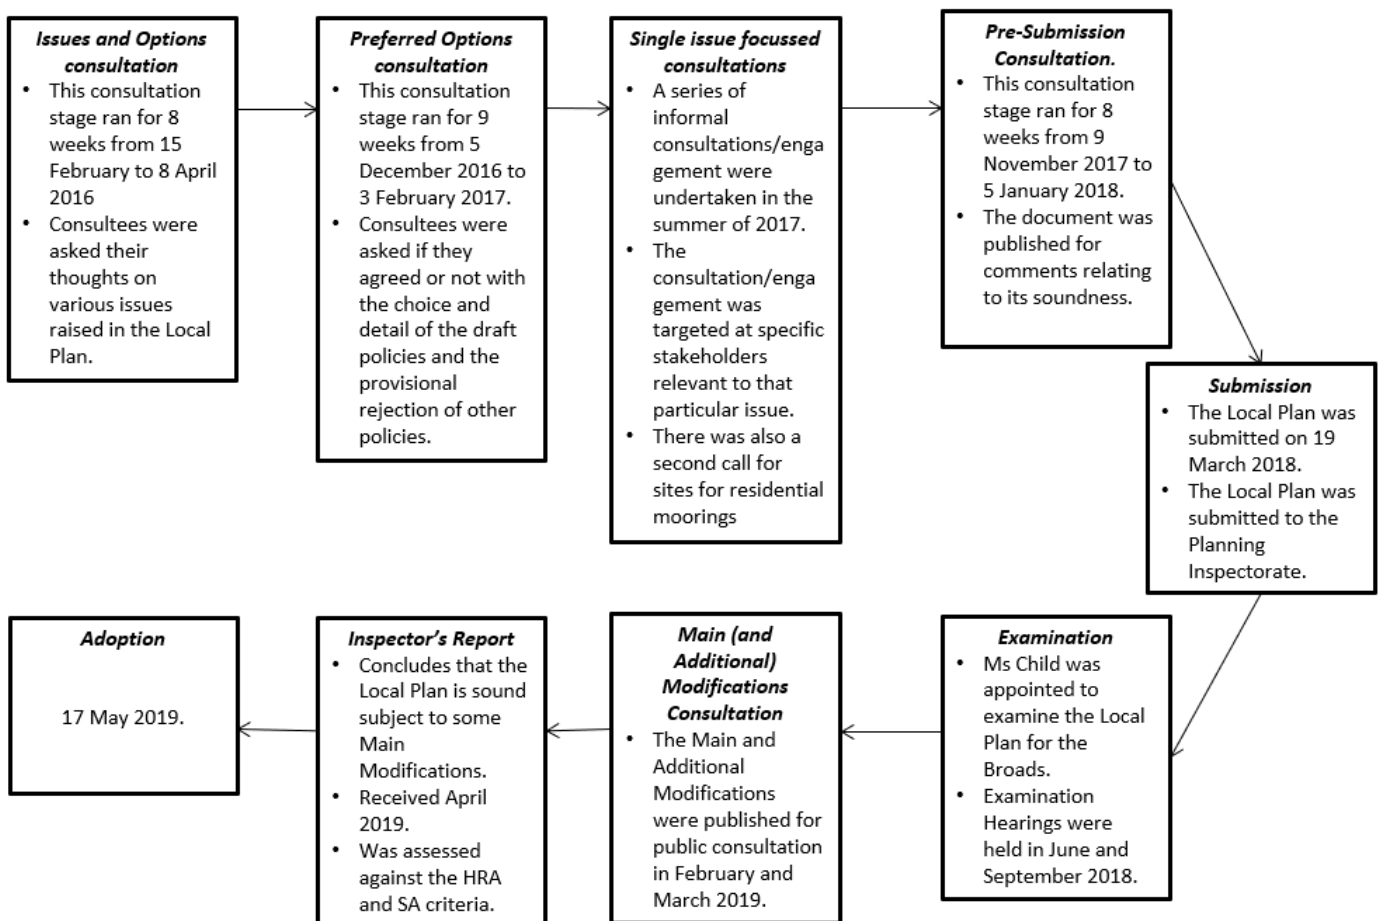 Issues and Options
consultation
• This consultation
stage ran for 8
weeks from 15
February to 8 April
2016
• Consultees were
asked their
thoughts on
various issues
raised in the Local
Plan.
Preferred Options
consultation
• This consultation
stage ran for 9
weeks from 5
December 2016 to
3 February 2017.
• Consultees were
asked if they
agreed or not with
the choice and
detail of the draft
policies and the
provisional
rejection of other
policies.
Single issue focussed
consultations
• A series of
informal
consultations/enga
gement were
undertaken in the
summer of 2017.
• The
consultation/enga
gement was
targeted at specific
stakeholders
relevant to that
particular issue.
• There was also a
second call for
sites for residential
moorings
Pre-Submission
Consultation.
• This consultation
stage ran for 8
weeks from 9
November 2017 to
5 January 2018.
• The document was
published for
comments relating
to its soundness.
Submission
• The Local Plan was
submitted on 19
March 2018.
• The Local Plan was
submitted to the
Planning
Inspectorate.
Examination
• Ms Child was
appointed to
examine the Local
Plan for the
Broads.
• Examination
Hearings were
held in June and
September 2018.
Main (and
Additional)
Modifications
Consultation
• The Main and
Additional
Modifications
were published for
public consultation
in February and
March 2019.
Inspector's Report
• Concludes that the
Local Plan is sound
subject to some
Main
Modifications.
• Received April
2019.
• Was assessed
against the HRA
and SA criteria.
Adoption
17 May 2019.